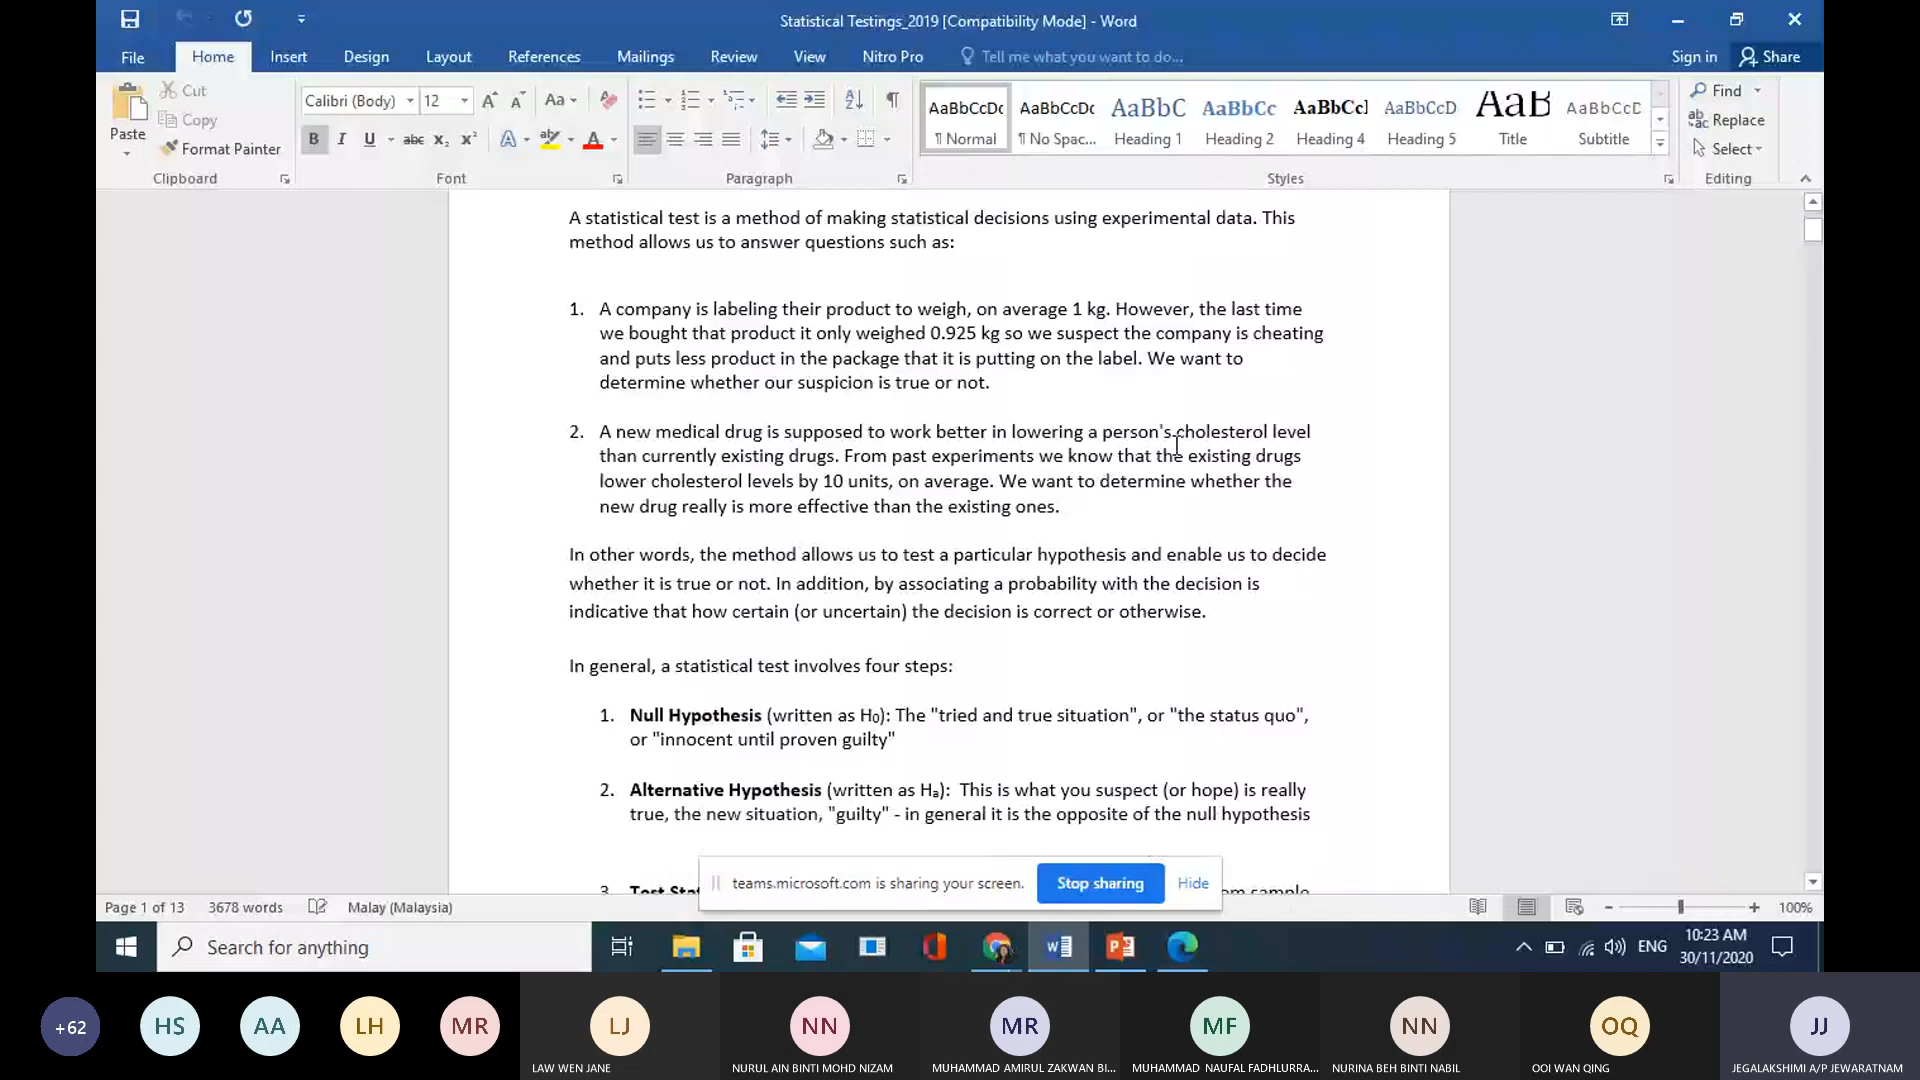 Statistical Testings_2019 [Compatibility Mode] - Word
File Home Insert Design Layout References Mailings Review View Nitro Pro Tell me what you want to do... Sign in Share
Paste Cut
Copy
Format Painter
Clipboard
Calibri (Body) 12
Font
Paragraph
AaBbCcDc AaBbCcDc AaBbC AaBbCc AaBbCcI AaBbCcD AaB AaBbCcD
¶ Normal ¶ No Spac... Heading 1 Heading 2 Heading 4 Heading 5 Title Subtitle
Styles
Find
Replace
Select
Editing
A statistical test is a method of making statistical decisions using experimental data. This
method allows us to answer questions such as:
1. A company is labeling their product to weigh, on average 1 kg. However, the last time
we bought that product it only weighed 0.925 kg so we suspect the company is cheating
and puts less product in the package that it is putting on the label. We want to
determine whether our suspicion is true or not.
2. A new medical drug is supposed to work better in lowering a person's cholesterol level
than currently existing drugs. From past experiments we know that the existing drugs
lower cholesterol levels by 10 units, on average. We want to determine whether the
new drug really is more effective than the existing ones.
In other words, the method allows us to test a particular hypothesis and enable us to decide
whether it is true or not. In addition, by associating a probability with the decision is
indicative that how certain (or uncertain) the decision is correct or otherwise.
In general, a statistical test involves four steps:
1. Null Hypothesis (written as H₀): The "tried and true situation", or "the status quo",
or "innocent until proven guilty"
2. Alternative Hypothesis (written as Hₐ): This is what you suspect (or hope) is really
true, the new situation, "guilty" - in general it is the opposite of the null hypothesis
teams.microsoft.com is sharing your screen. Stop sharing Hide
Page 1 of 13 3678 words Malay (Malaysia) 100%
Search for anything
ENG
10:23 AM
30/11/2020
+62 HS AA LH MR LJ NN MR MF NN OQ JJ
LAW WEN JANE NURUL AIN BINTI MOHD NIZAM MUHAMMAD AMIRUL ZAKWAN BI... MUHAMMAD NAUFAL FADHLURRA... NURINA BEH BINTI NABIL OOI WAN QING JEGALAKSHIMI A/P JEWARATNAM